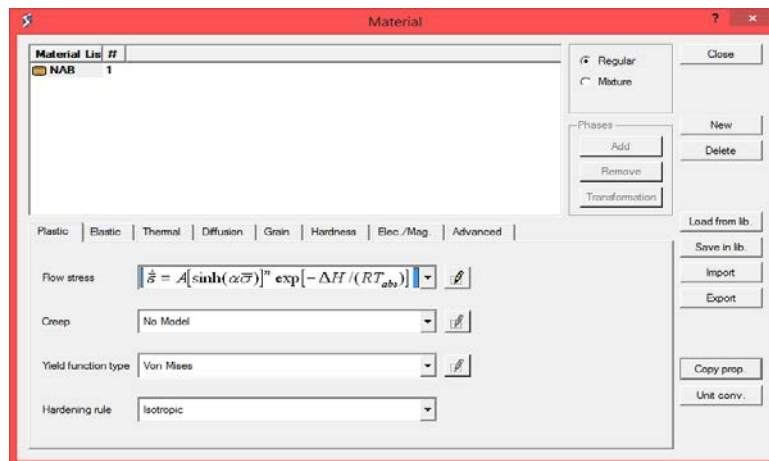 Material
?
×
Material Lis #
NAB 1
Regular
Mixture
Phases
Add
Remove
Transformation
Close
New
Delete
Load from lib.
Save in lib.
Import
Export
Copy prop.
Unit conv.
Plastic Elastic Thermal Diffusion Grain Hardness Elec./Mag. Advanced
Flow stress ε̇ = A[sinh(ασ̄)]ⁿ exp[−ΔH/(RT_abs)]
Creep No Model
Yield function type Von Mises
Hardening rule Isotropic